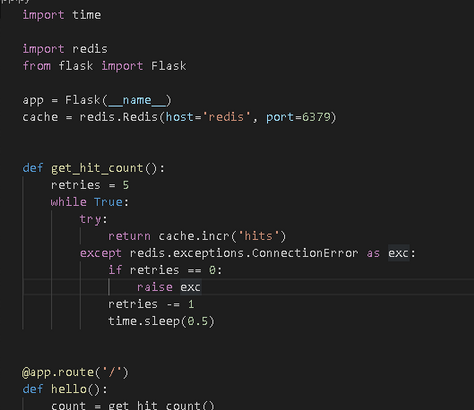 import time
import redis
from flask import Flask
app = Flask(__name__)
cache = redis.Redis(host='redis', port=6379)
def get_hit_count():
    retries = 5
    while True:
        try:
            return cache.incr('hits')
        except redis.exceptions.ConnectionError as exc:
            if retries == 0:
                raise exc
            retries -= 1
            time.sleep(0.5)
@app.route('/')
def hello():
    count = get_hit_count()